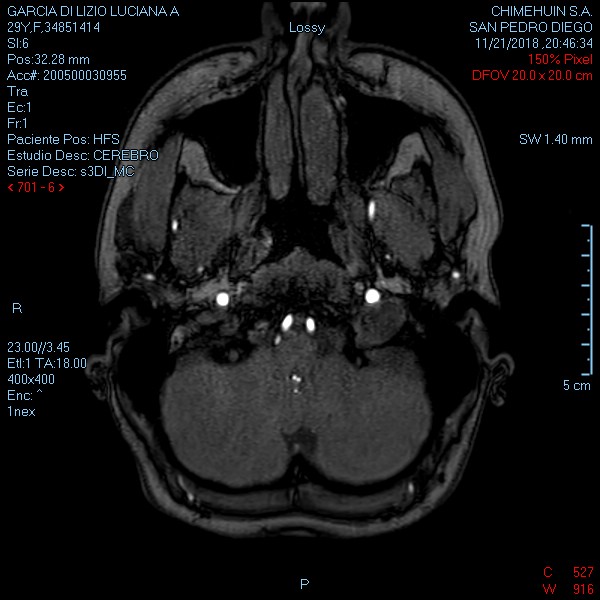 GARCIA DI LIZIO LUCIANA A
29Y,F,34851414
Sl:6
Pos:32.28 mm
Acc#: 200500030955
Tra
Ec:1
Fr:1
Paciente Pos: HFS
Estudio Desc: CEREBRO
Serie Desc: s3DI_MC
< 701 - 6 >
Lossy
CHIMEHUIN S.A.
SAN PEDRO DIEGO
11/21/2018 ,20:46:34
150% Pixel
DFOV 20.0 x 20.0 cm
SW 1.40 mm
R
23.00//3.45
Etl:1 TA:18.00
400x400
Enc: ^
1nex
5 cm
P
C 527
W 916